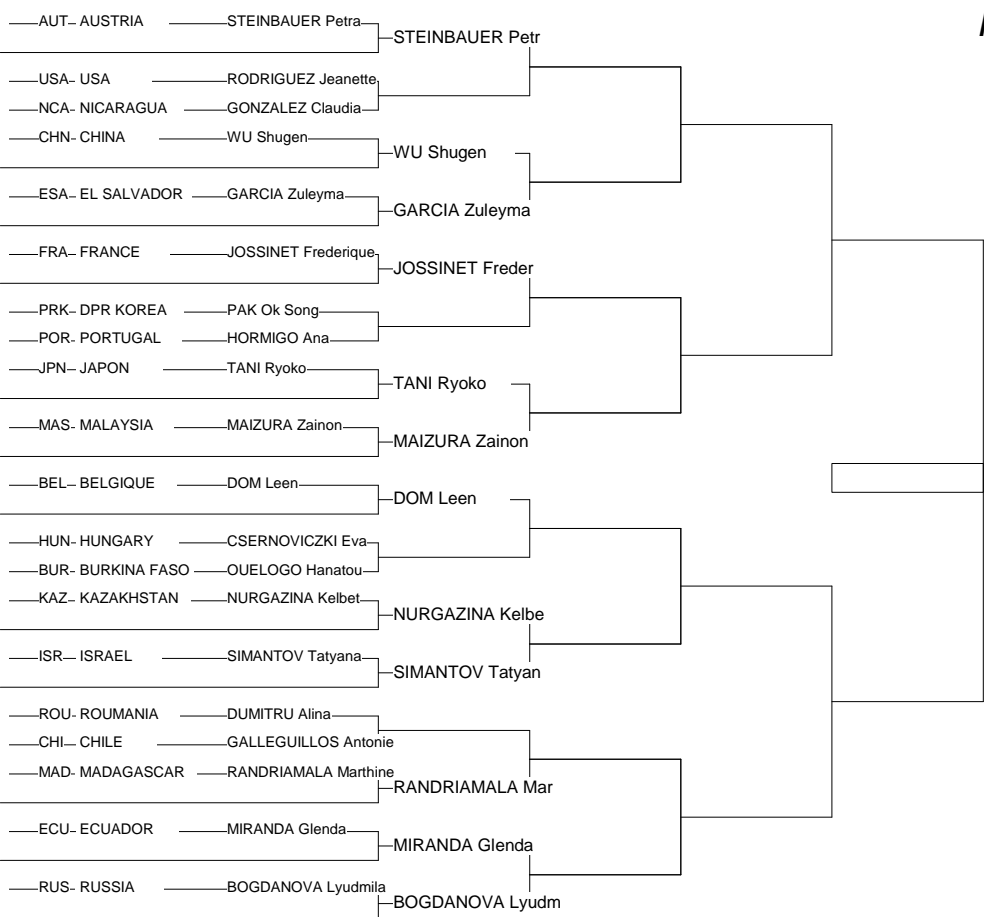 AUT AUSTRIA STEINBAUER Petra
STEINBAUER Petr
USA USA RODRIGUEZ Jeanette
NCA NICARAGUA GONZALEZ Claudia
CHN CHINA WU Shugen
WU Shugen
ESA EL SALVADOR GARCIA Zuleyma
GARCIA Zuleyma
FRA FRANCE JOSSINET Frederique
JOSSINET Freder
PRK DPR KOREA PAK Ok Song
POR PORTUGAL HORMIGO Ana
JPN JAPON TANI Ryoko
TANI Ryoko
MAS MALAYSIA MAIZURA Zainon
MAIZURA Zainon
BEL BELGIQUE DOM Leen
DOM Leen
HUN HUNGARY CSERNOVICZKI Eva
BUR BURKINA FASO OUELOGO Hanatou
KAZ KAZAKHSTAN NURGAZINA Kelbet
NURGAZINA Kelbe
ISR ISRAEL SIMANTOV Tatyana
SIMANTOV Tatyan
ROU ROUMANIA DUMITRU Alina
CHI CHILE GALLEGUILLOS Antonie
MAD MADAGASCAR RANDRIAMALA Marthine
RANDRIAMALA Mar
ECU ECUADOR MIRANDA Glenda
MIRANDA Glenda
RUS RUSSIA BOGDANOVA Lyudmila
BOGDANOVA Lyudm